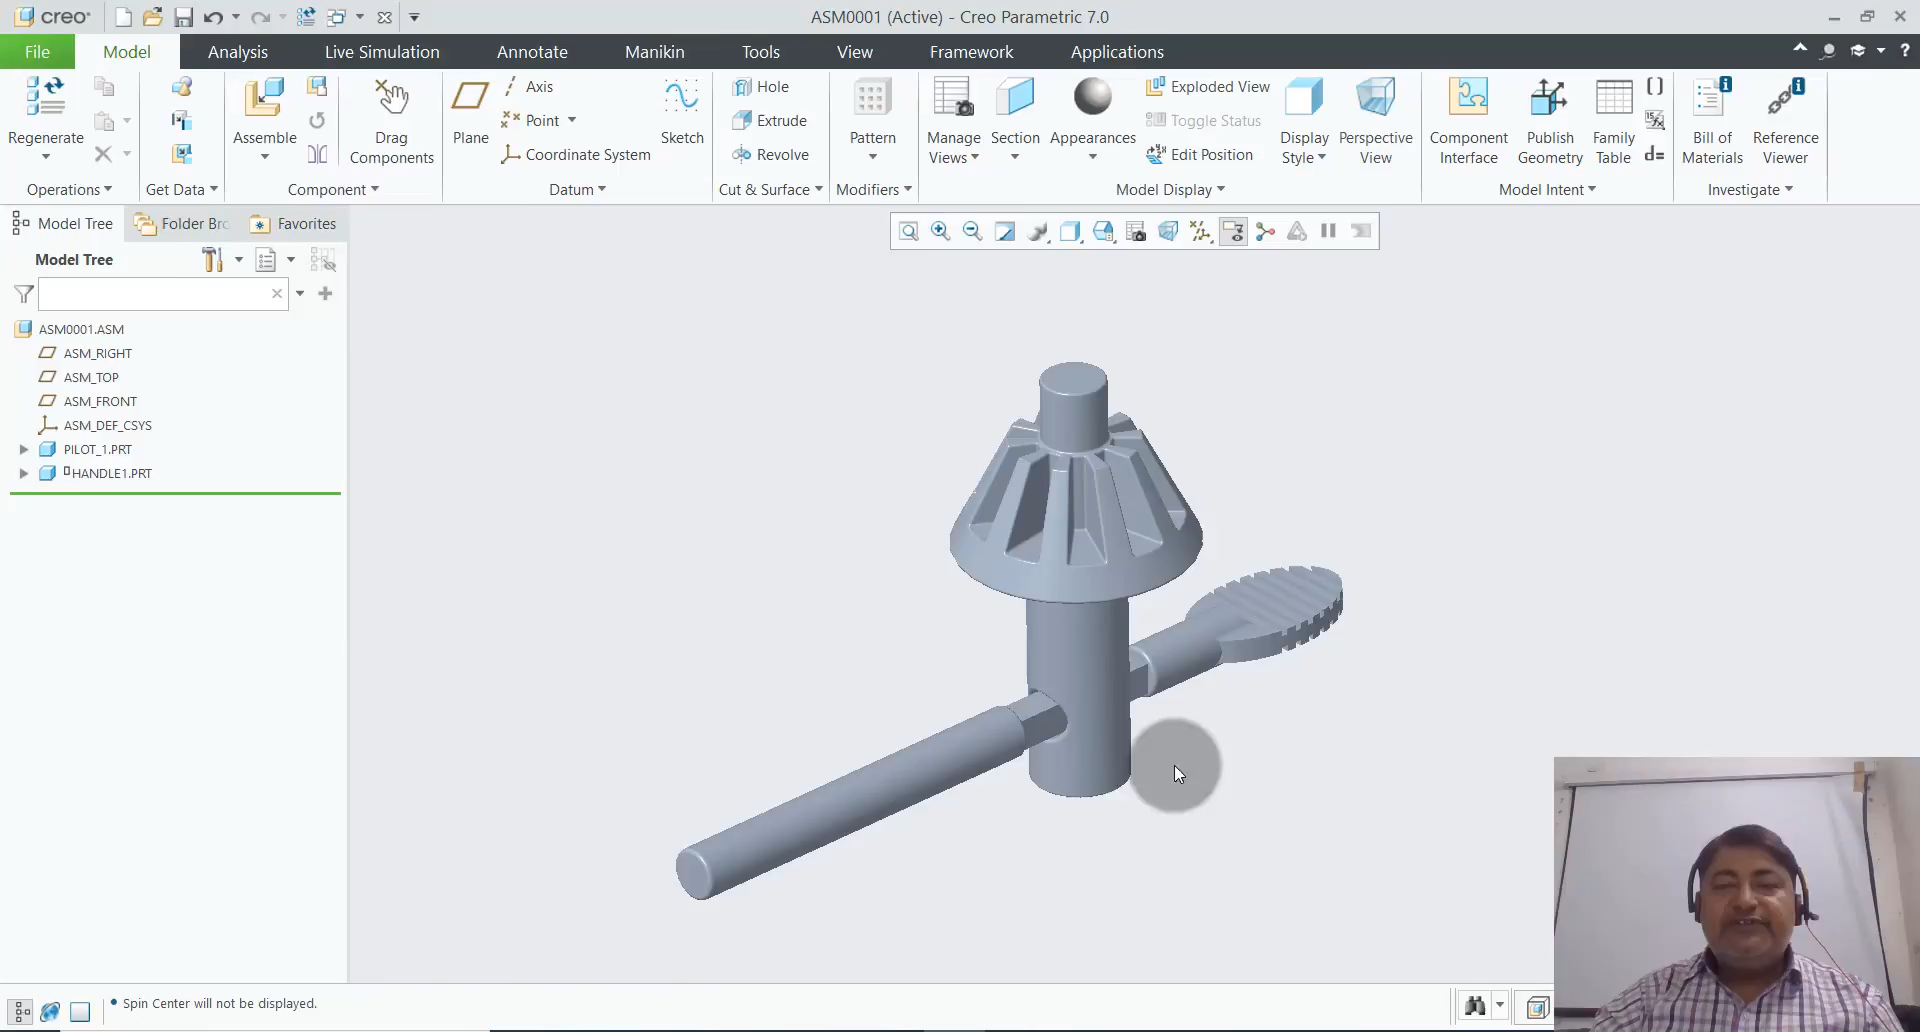 creo
ASM0001 (Active) - Creo Parametric 7.0
File Model Analysis Live Simulation Annotate Manikin Tools View Framework Applications
Regenerate
Operations
Get Data
Assemble
Drag Components
Component
Plane
Axis
Point
Coordinate System
Sketch
Datum
Hole
Extrude
Revolve
Cut & Surface
Pattern
Modifiers
Manage Views
Section
Appearances
Exploded View
Toggle Status
Edit Position
Display Style
Perspective View
Model Display
Component Interface
Publish Geometry
Family Table
d=
Model Intent
Bill of Materials
Reference Viewer
Investigate
Model Tree Folder Brc Favorites
Model Tree
ASM0001.ASM
ASM_RIGHT
ASM_TOP
ASM_FRONT
ASM_DEF_CSYS
PILOT_1.PRT
HANDLE1.PRT
Spin Center will not be displayed.